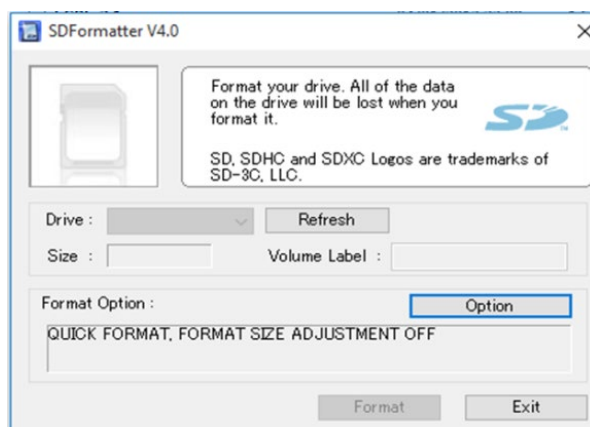 SDFormatter V4.0
Format your drive. All of the data
on the drive will be lost when you
format it.
SD, SDHC and SDXC Logos are trademarks of
SD-3C, LLC.
SD
TM
Drive :
Refresh
Size :
Volume Label :
Format Option :
Option
QUICK FORMAT, FORMAT SIZE ADJUSTMENT OFF
Format
Exit